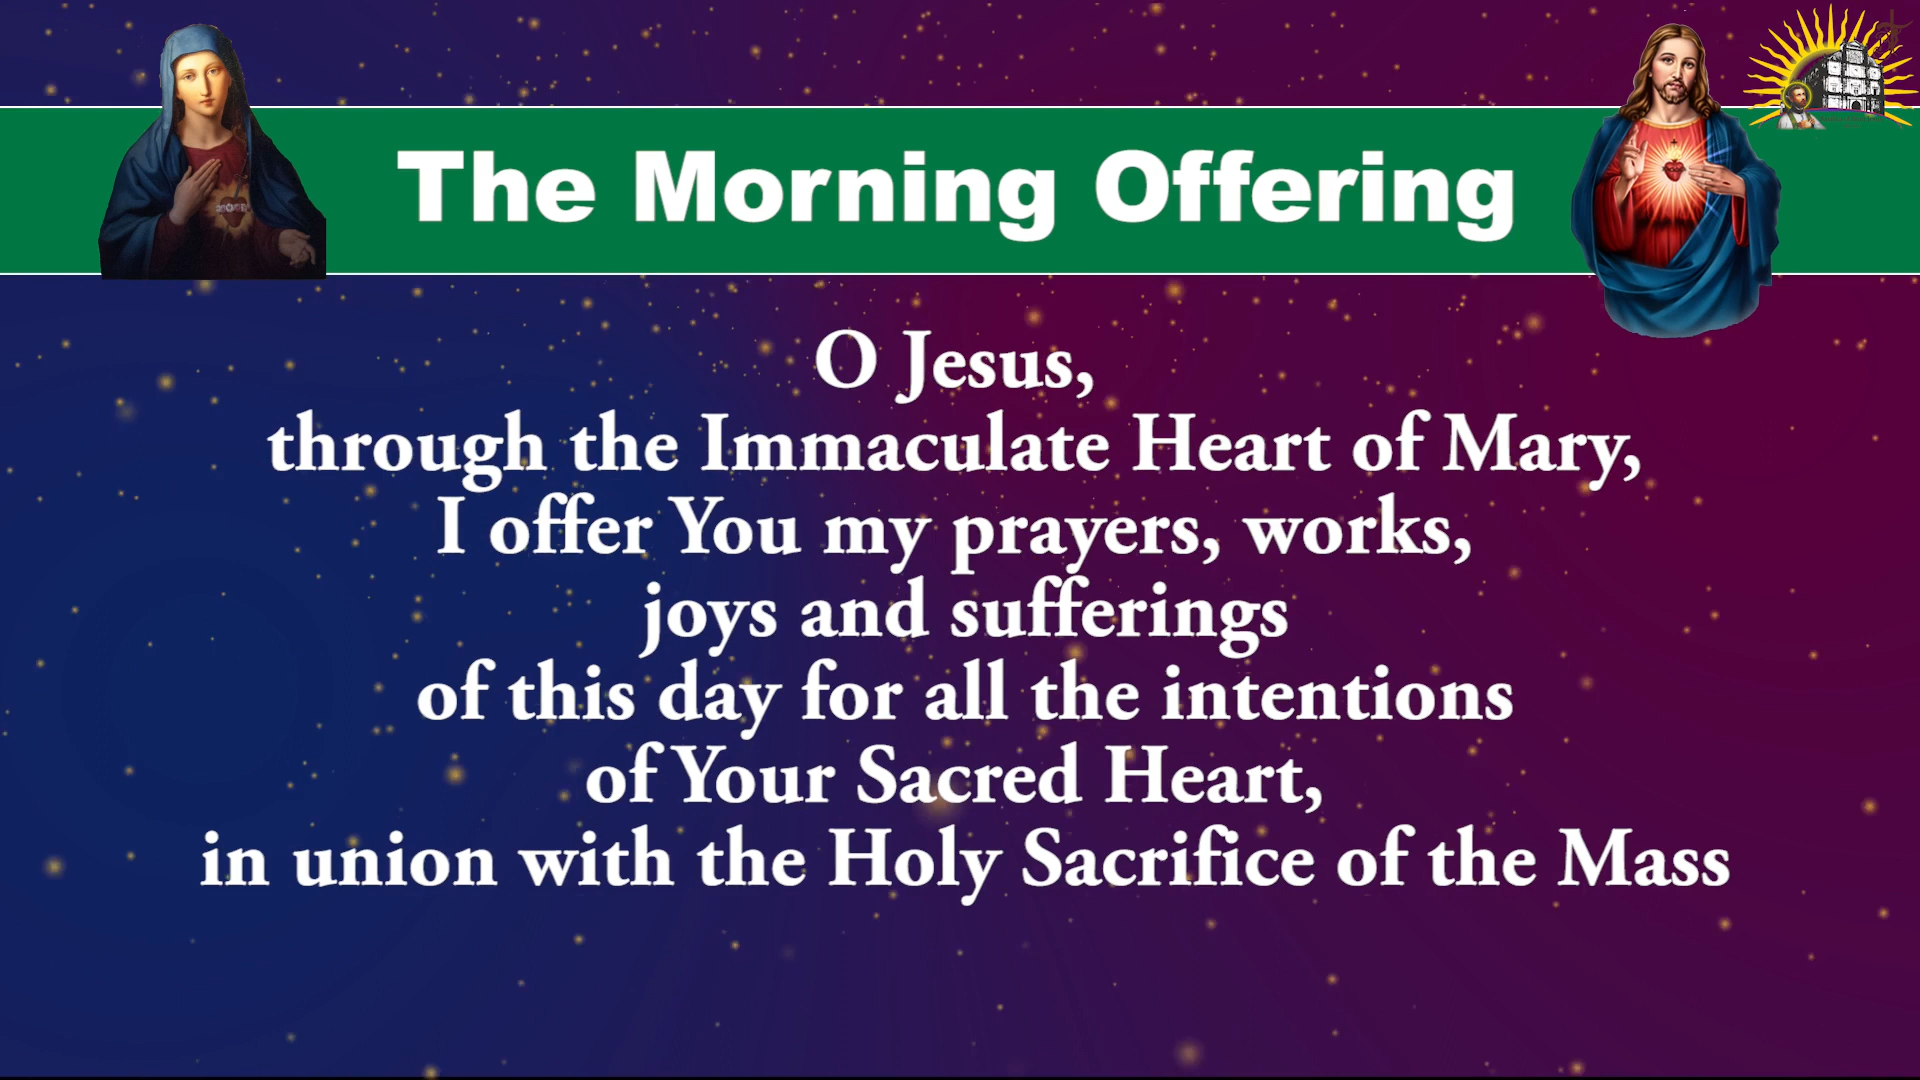 The Morning Offering
O Jesus,
through the Immaculate Heart of Mary,
I offer You my prayers, works,
joys and sufferings
of this day for all the intentions
of Your Sacred Heart,
in union with the Holy Sacrifice of the Mass